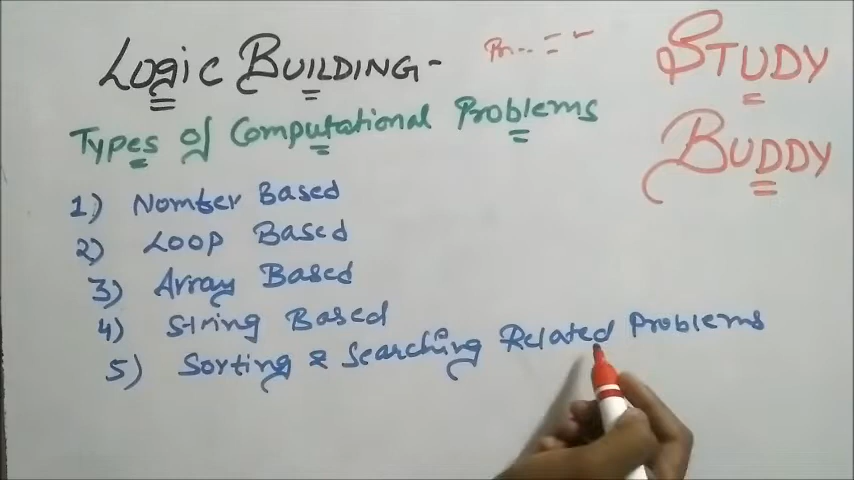 Logic Building-
Study
Buddy
Types of Computational Problems
1) Number Based
2) Loop Based
3) Array Based
4) String Based
5) Sorting & Searching Related Problems